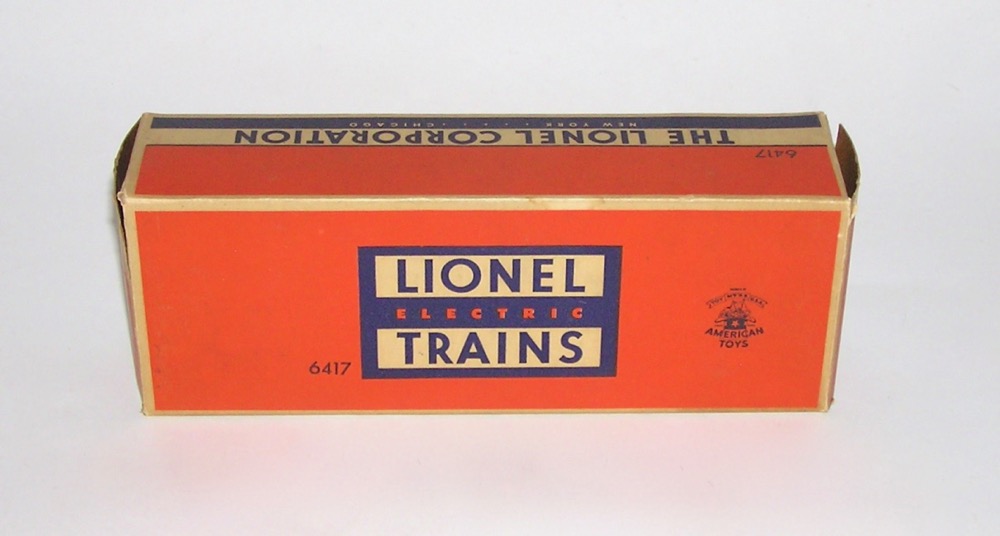 NEW YORK . . . . . CHICAGO
THE LIONEL CORPORATION
6417
LIONEL
ELECTRIC
TRAINS
6417
AMERICAN
TOYS